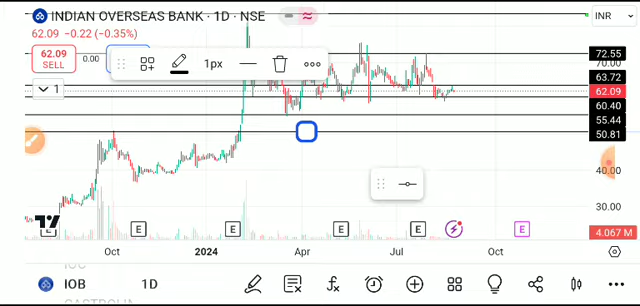 INDIAN OVERSEAS BANK · 1D · NSE
INR
62.09 −0.22 (−0.35%)
62.09
SELL
0.00
1px
1
72.55
70.00
63.72
62.09
60.40
55.44
50.81
40.00
30.00
4.067 M
E E E E E E
Oct 2024 Apr Jul Oct
IOB 1D